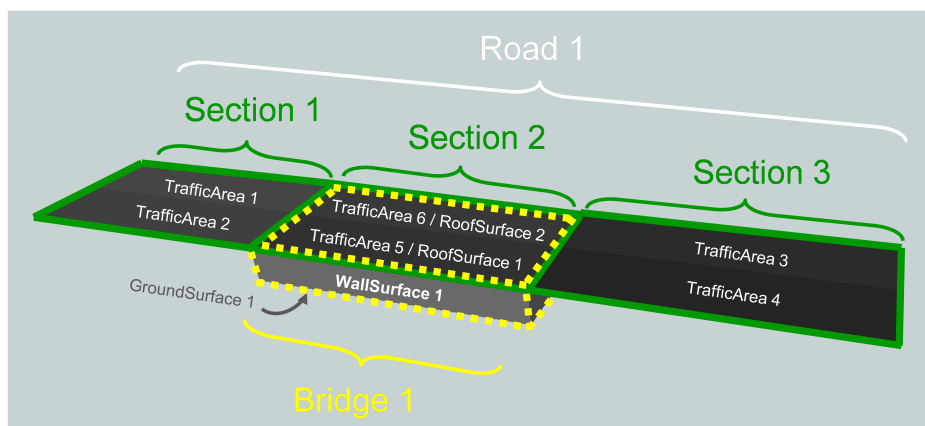 Road 1
Section 1
Section 2
Section 3
TrafficArea 1
TrafficArea 2
TrafficArea 6 / RoofSurface 2
TrafficArea 5 / RoofSurface 1
TrafficArea 3
TrafficArea 4
WallSurface 1
GroundSurface 1
Bridge 1